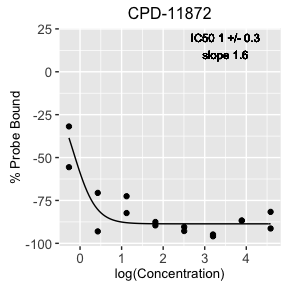 CPD-11872
IC50 1 +/- 0.3
slope 1.6
25
0
-25
-50
-75
-100
% Probe Bound
0 1 2 3 4
log(Concentration)